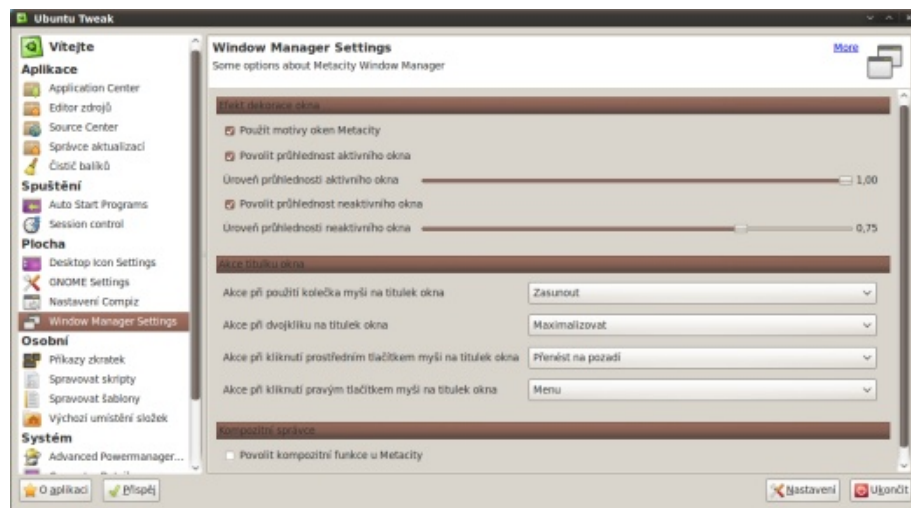 Ubuntu Tweak
Vítejte
Aplikace
Application Center
Editor zdrojů
Source Center
Správce aktualizací
Čistič balíků
Spuštění
Auto Start Programs
Session control
Plocha
Desktop Icon Settings
GNOME Settings
Nastavení Compiz
Window Manager Settings
Osobní
Příkazy zkratek
Spravovat skripty
Spravovat šablony
Výchozí umístění složek
Systém
Advanced Powermanager...
Window Manager Settings
More
Some options about Metacity Window Manager
Efekt dekorace okna
Použít motivy oken Metacity
Povolit průhlednost aktivního okna
Úroveň průhlednosti aktivního okna 1,00
Povolit průhlednost neaktivního okna
Úroveň průhlednosti neaktivního okna 0,75
Akce titulku okna
Akce při použití kolečka myši na titulek okna Zasunout
Akce při dvojkliku na titulek okna Maximalizovat
Akce při kliknutí prostředním tlačítkem myši na titulek okna Přenést na pozadí
Akce při kliknutí pravým tlačítkem myši na titulek okna Menu
Kompozitní správce
Povolit kompozitní funkce u Metacity
O aplikaci
Přispěj
Nastavení
Ukončit